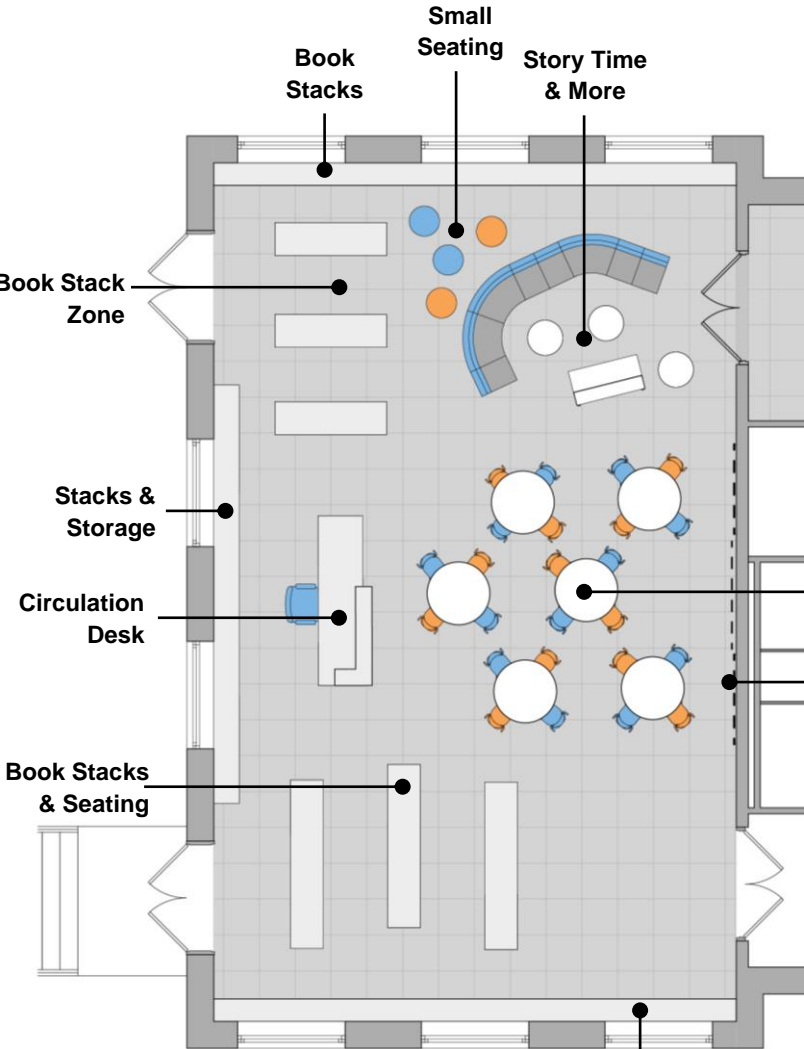 Small
Seating
Book
Stacks
Story Time
& More
Book Stack
Zone
Stacks &
Storage
Circulation
Desk
Book Stacks
& Seating